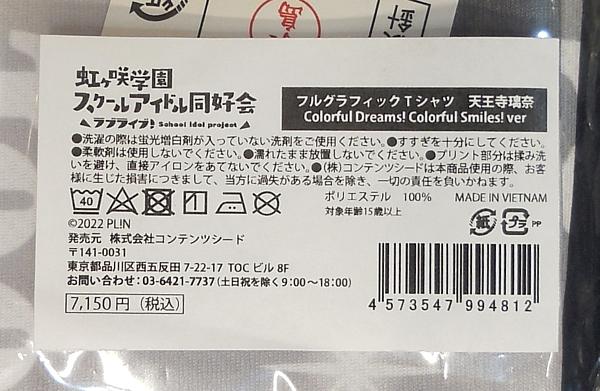 虹ヶ咲学園
スクールアイドル同好会
ラブライブ! School idol project
フルグラフィックTシャツ 天王寺璃奈
Colorful Dreams! Colorful Smiles! ver
●洗濯の際は蛍光増白剤が入っていない洗剤をご使用ください。●すすぎを十分にしてください。
●柔軟剤は使用しないでください。●濡れたまま放置しないでください。●プリント部分は揉み洗
いを避け、直接アイロンをあてないでください。●(株)コンテンツシードは本商品使用の際、お客
様に生じた損害につきまして、当方に過失がある場合を除き、一切の責任を負いかねます。
40
ポリエステル 100% MADE IN VIETNAM
対象年齢15歳以上
紙 プラ PP
©2022 PL!N
発売元 株式会社コンテンツシード
〒141-0031
東京都品川区西五反田 7-22-17 TOC ビル 8F
お問い合わせ：03-6421-7737（土日祝を除く9：00～18：00）
7,150円（税込）
4 573547 994812